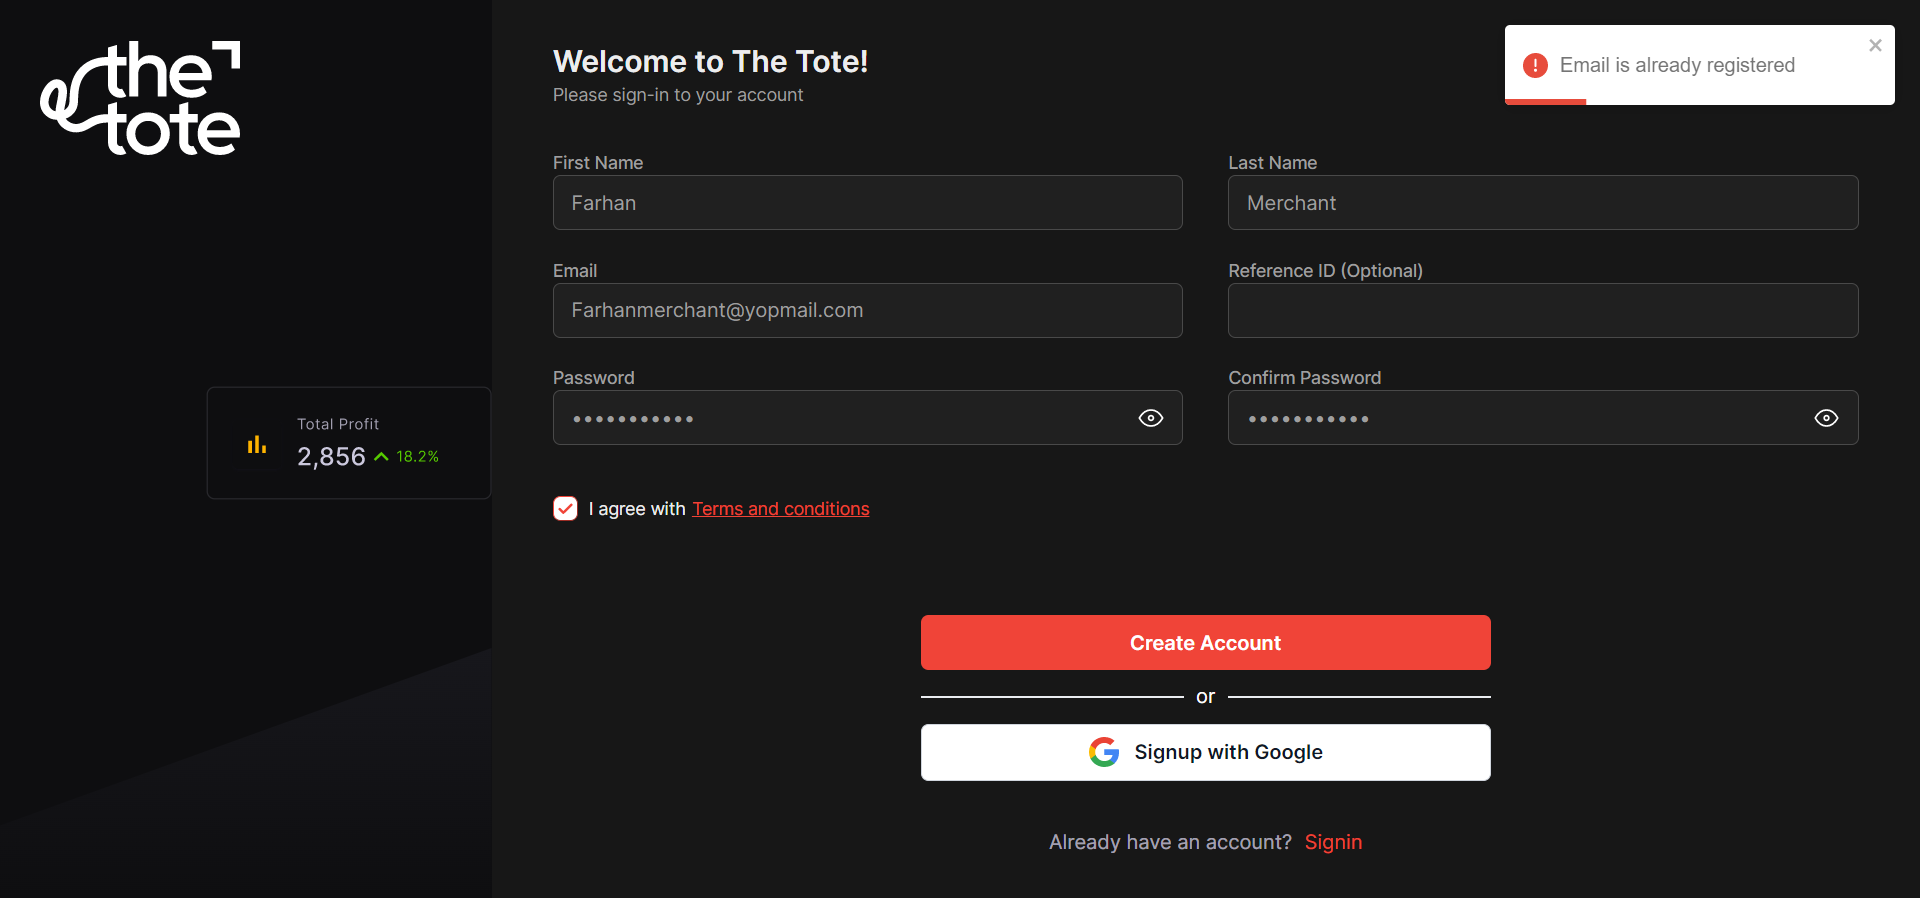 the
tote
Total Profit
2,856 18.2%
Welcome to The Tote!
Please sign-in to your account
Email is already registered
First Name
Farhan
Last Name
Merchant
Email
Farhanmerchant@yopmail.com
Reference ID (Optional)
Password
•••••••••••
Confirm Password
•••••••••••
I agree with Terms and conditions
Create Account
or
Signup with Google
Already have an account? Signin